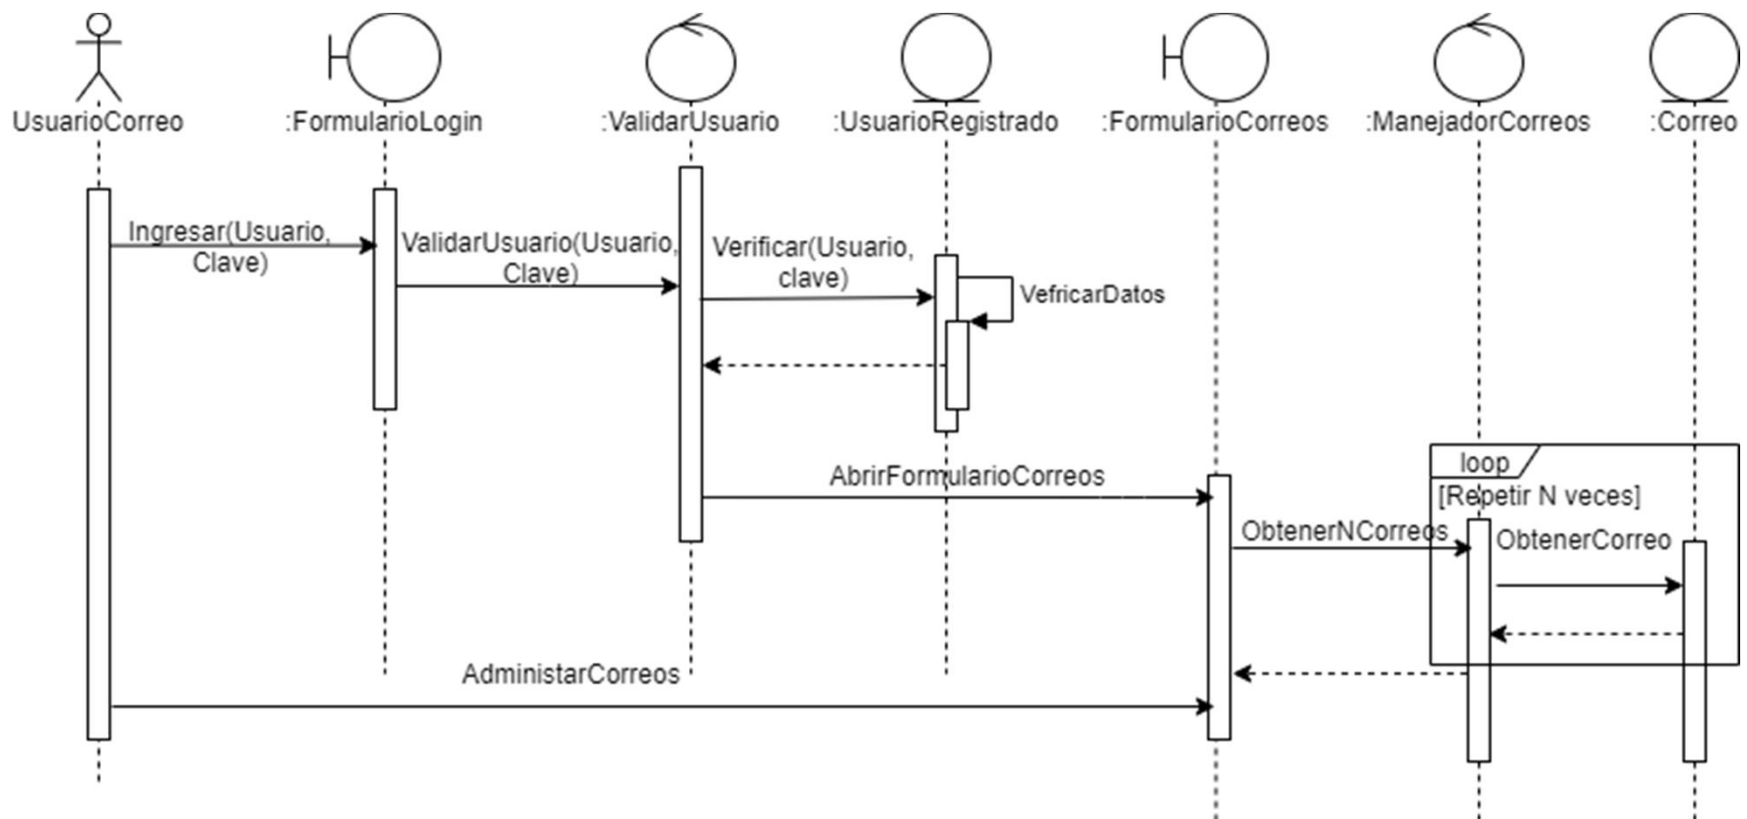 UsuarioCorreo
:FormularioLogin
:ValidarUsuario
:UsuarioRegistrado
:FormularioCorreos
:ManejadorCorreos
:Correo
Ingresar(Usuario,
Clave)
ValidarUsuario(Usuario,
Clave)
Verificar(Usuario,
clave)
VefricarDatos
AbrirFormularioCorreos
loop
[Repetir N veces]
ObtenerNCorreos
ObtenerCorreo
AdministarCorreos